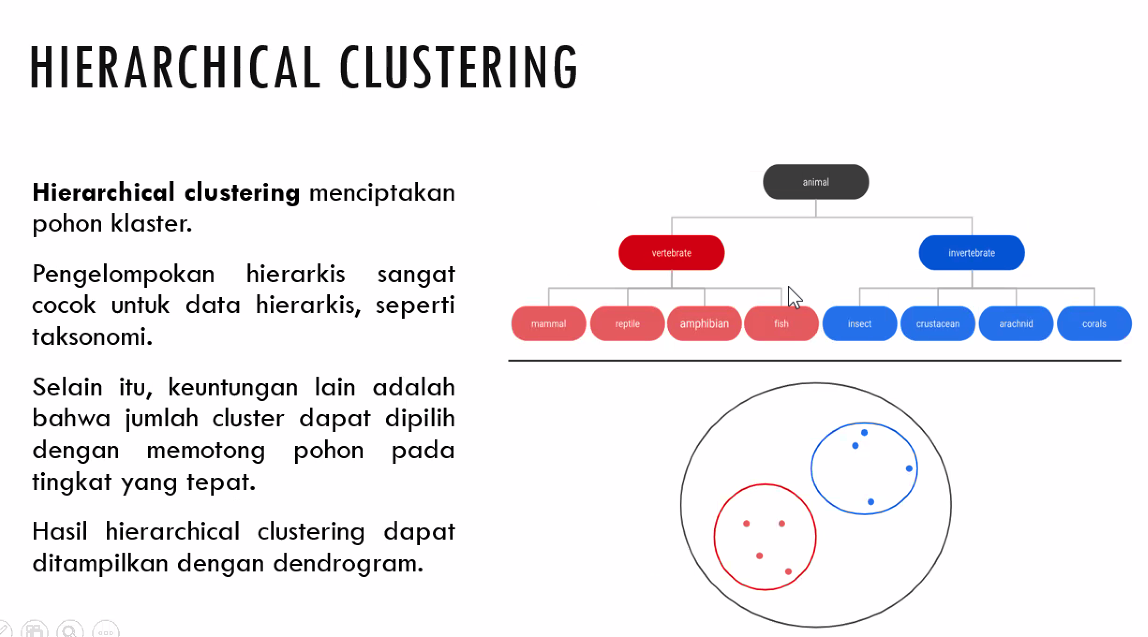 HIERARCHICAL CLUSTERING
Hierarchical clustering menciptakan
pohon klaster.
Pengelompokan hierarkis sangat
cocok untuk data hierarkis, seperti
taksonomi.
Selain itu, keuntungan lain adalah
bahwa jumlah cluster dapat dipilih
dengan memotong pohon pada
tingkat yang tepat.
Hasil hierarchical clustering dapat
ditampilkan dengan dendrogram.
animal
vertebrate
invertebrate
mammal
reptile
amphibian
fish
insect
crustacean
arachnid
corals